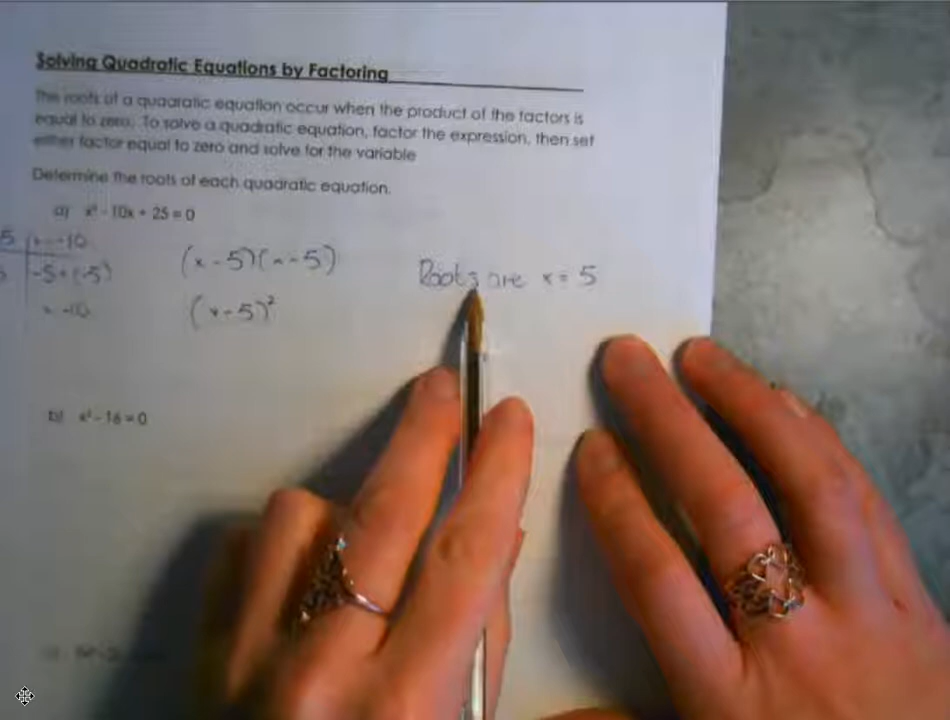 Solving Quadratic Equations by Factoring
The roots of a quadratic equation occur when the product of the factors is
equal to zero. To solve a quadratic equation, factor the expression, then set
either factor equal to zero and solve for the variable
Determine the roots of each quadratic equation.
a) x² - 10x + 25 = 0
(x - 5)(x - 5)
Roots are x = 5
-5 + (-5)
= -10
(x - 5)²
b) x² - 16 = 0